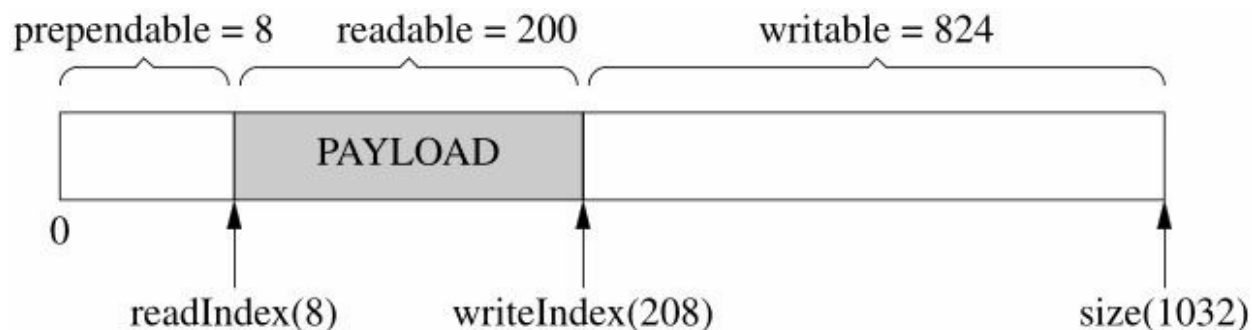 prependable = 8 readable = 200 writable = 824
PAYLOAD
0
readIndex(8) writeIndex(208) size(1032)